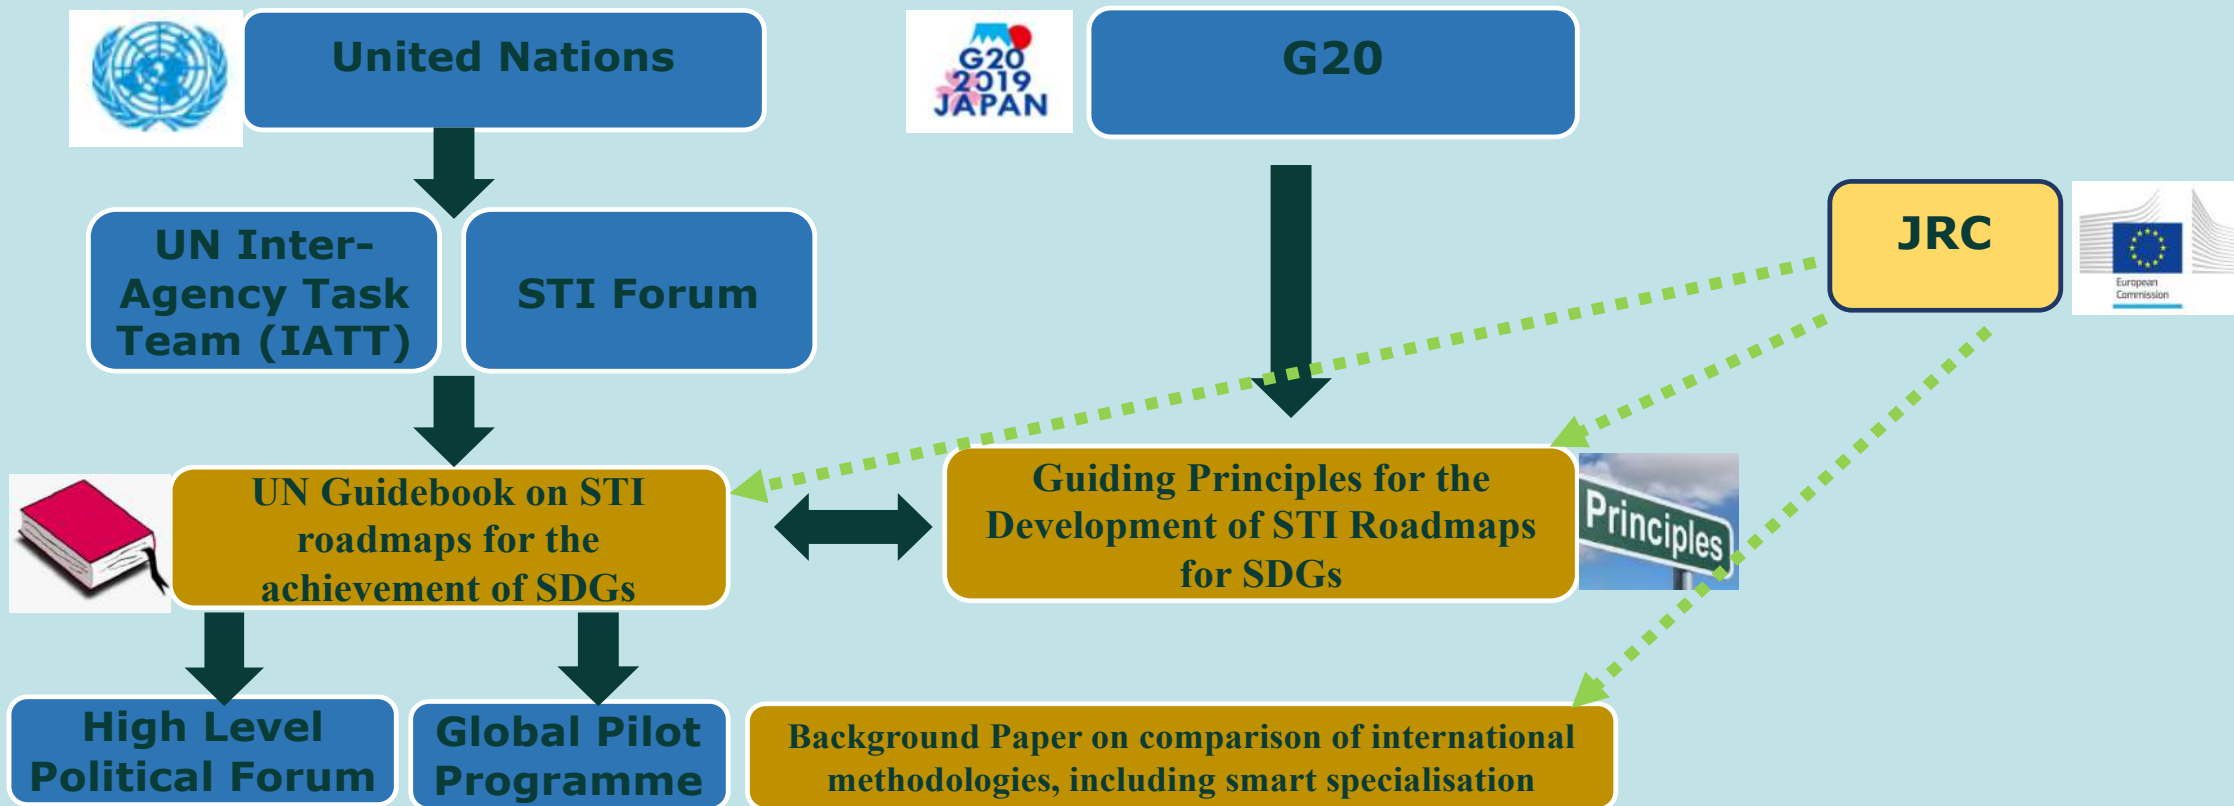 United Nations
G20
2019
JAPAN
G20
UN Inter-
Agency Task
Team (IATT)
STI Forum
JRC
European
Commission
UN Guidebook on STI
roadmaps for the
achievement of SDGs
Guiding Principles for the
Development of STI Roadmaps
for SDGs
Principles
High Level
Political Forum
Global Pilot
Programme
Background Paper on comparison of international
methodologies, including smart specialisation